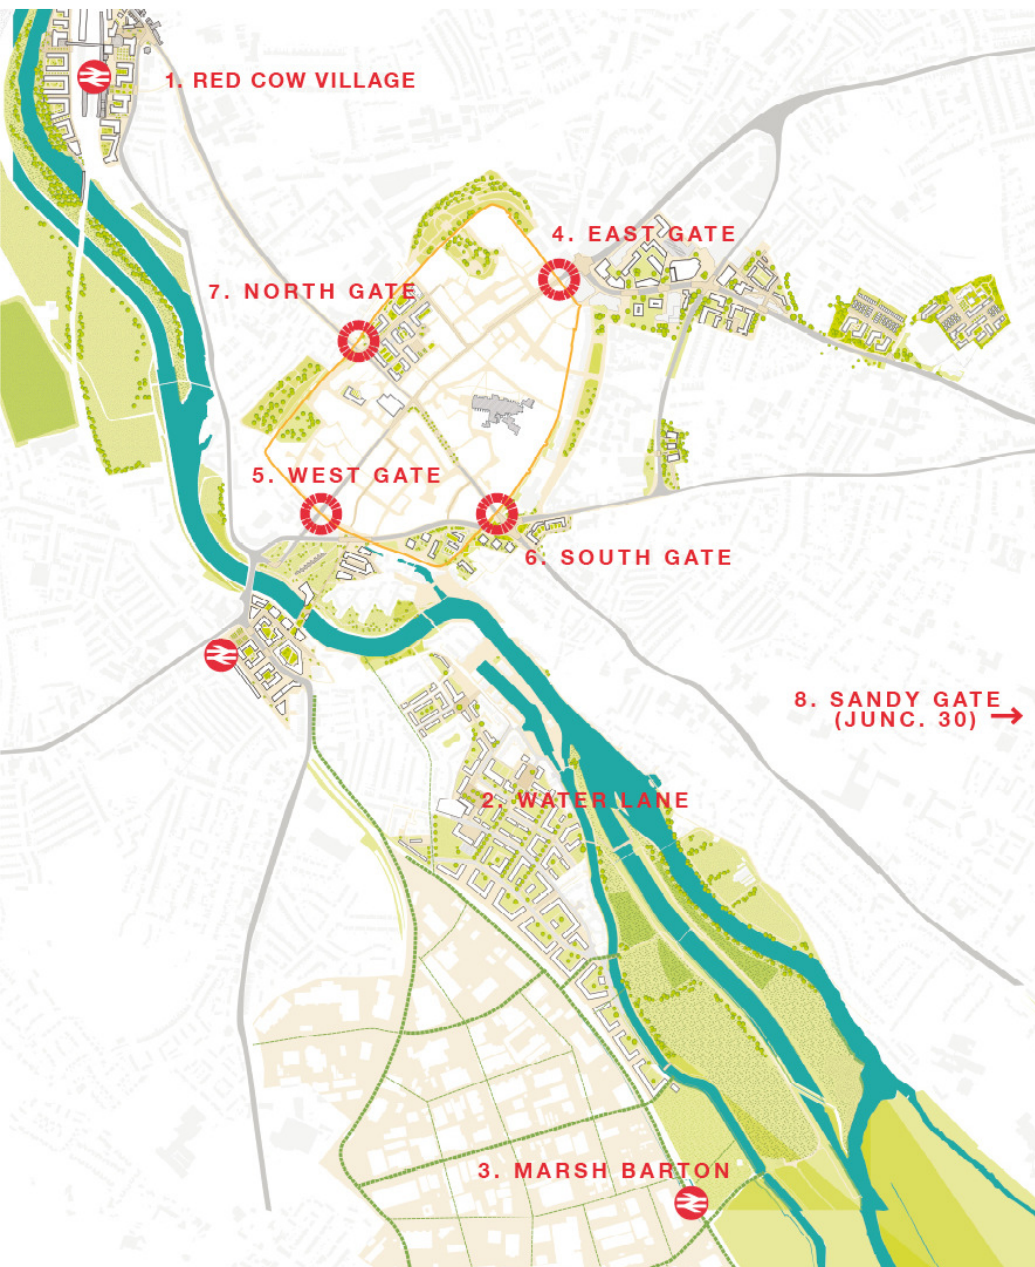 1. RED COW VILLAGE
4. EAST GATE
7. NORTH GATE
5. WEST GATE
6. SOUTH GATE
8. SANDY GATE
(JUNC. 30) →
2. WATER LANE
3. MARSH BARTON